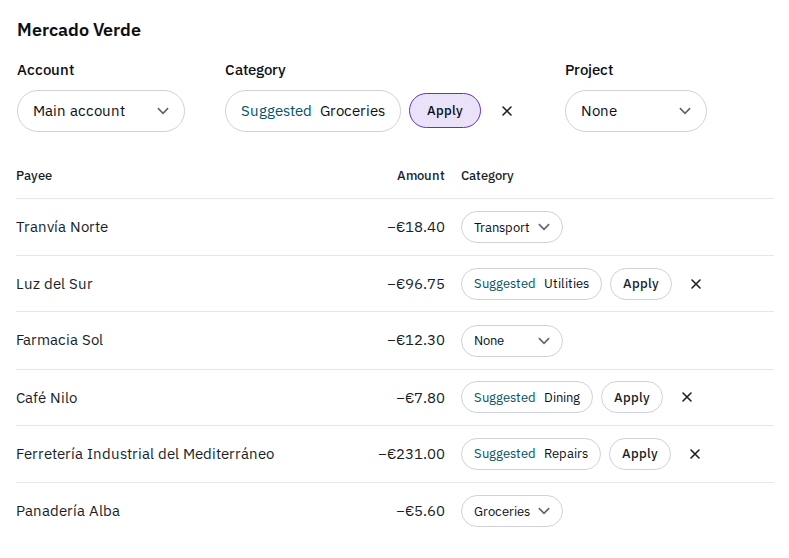 Mercado Verde
Account Category Project
Main account Suggested Groceries Apply None
Payee Amount Category
Tranvía Norte −€18.40 Transport
Luz del Sur −€96.75 Suggested Utilities Apply
Farmacia Sol −€12.30 None
Café Nilo −€7.80 Suggested Dining Apply
Ferretería Industrial del Mediterráneo −€231.00 Suggested Repairs Apply
Panadería Alba −€5.60 Groceries